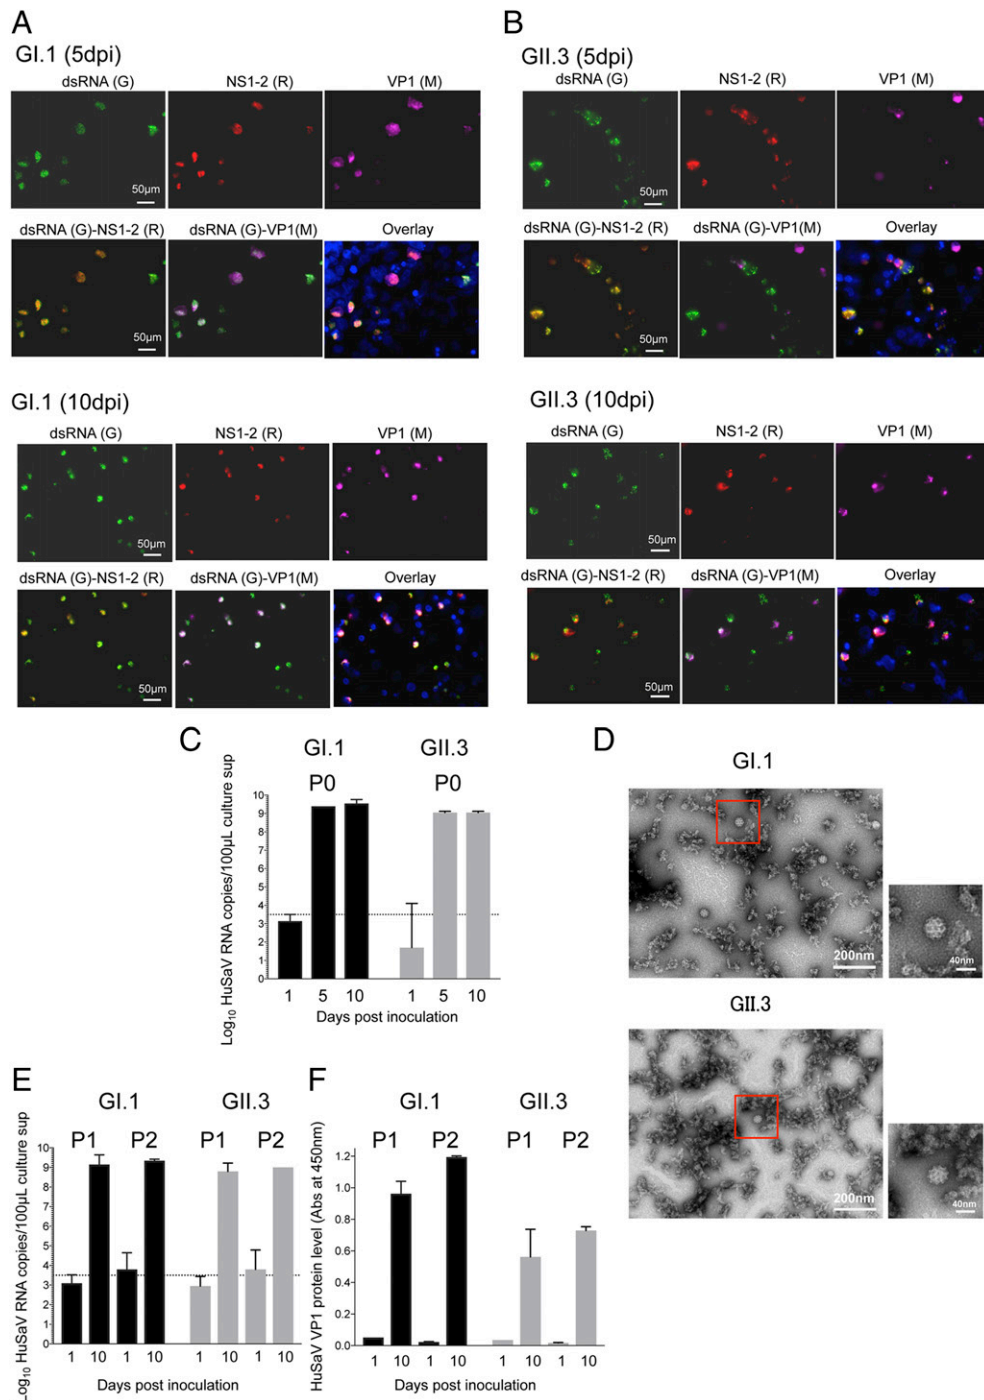 A
GI.1 (5dpi)
dsRNA (G) NS1-2 (R) VP1 (M)
50µm
dsRNA (G)-NS1-2 (R) dsRNA (G)-VP1(M) Overlay
50µm
GI.1 (10dpi)
dsRNA (G) NS1-2 (R) VP1 (M)
50µm
dsRNA (G)-NS1-2 (R) dsRNA (G)-VP1(M) Overlay
50µm
B
GII.3 (5dpi)
dsRNA (G) NS1-2 (R) VP1 (M)
50µm
dsRNA (G)-NS1-2 (R) dsRNA (G)-VP1(M) Overlay
50µm
GII.3 (10dpi)
dsRNA (G) NS1-2 (R) VP1 (M)
50µm
dsRNA (G)-NS1-2 (R) dsRNA (G)-VP1(M) Overlay
50µm
C
GI.1 GII.3
P0 P0
Log10 HuSaV RNA copies/100µL culture sup
10
9
8
7
6
5
4
3
2
1
0
1 5 10 1 5 10
Days post inoculation
D
GI.1
200nm
40nm
GII.3
200nm
40nm
E
GI.1 GII.3
P1 P2 P1 P2
Log10 HuSaV RNA copies/100µL culture sup
10
9
8
7
6
5
4
3
2
1
0
1 10 1 10 1 10 1 10
Days post inoculation
F
GI.1 GII.3
P1 P2 P1 P2
HuSaV VP1 protein level (Abs at 450nm)
1.2
1.0
0.8
0.6
0.4
0.2
0.0
1 10 1 10 1 10 1 10
Days post inoculation